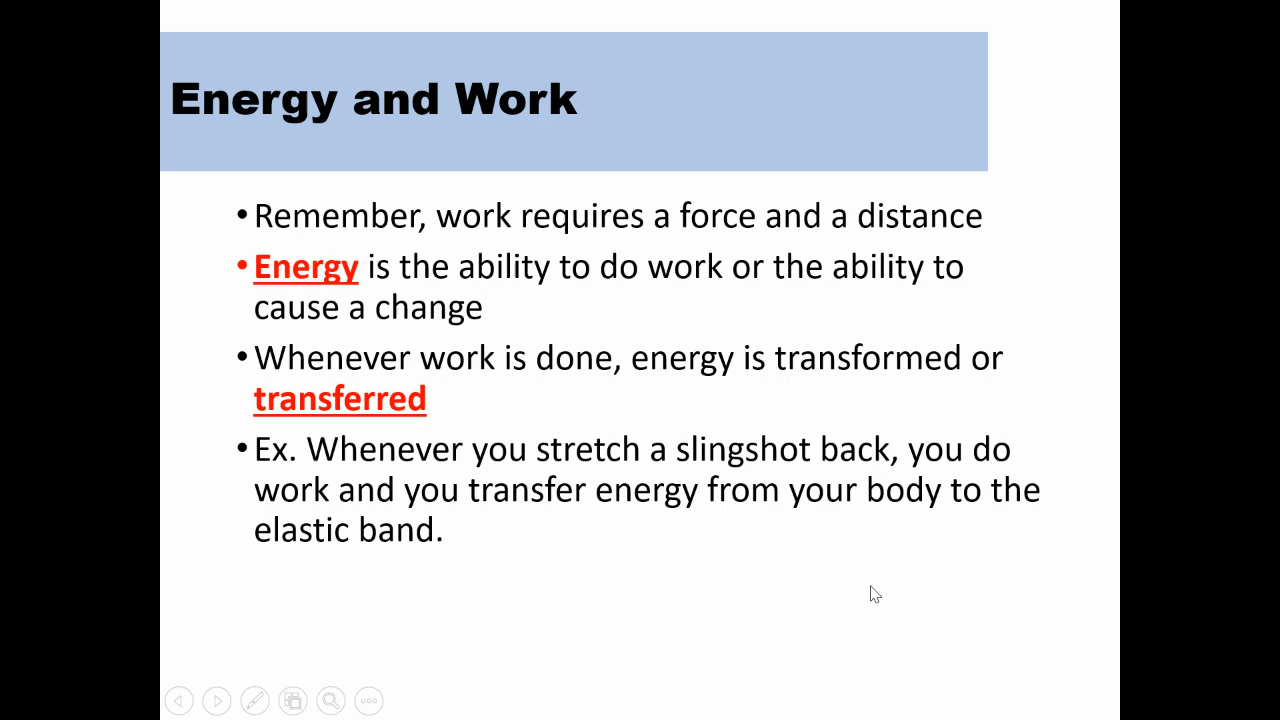 Energy and Work
• Remember, work requires a force and a distance
• Energy is the ability to do work or the ability to
cause a change
• Whenever work is done, energy is transformed or
transferred
• Ex. Whenever you stretch a slingshot back, you do
work and you transfer energy from your body to the
elastic band.